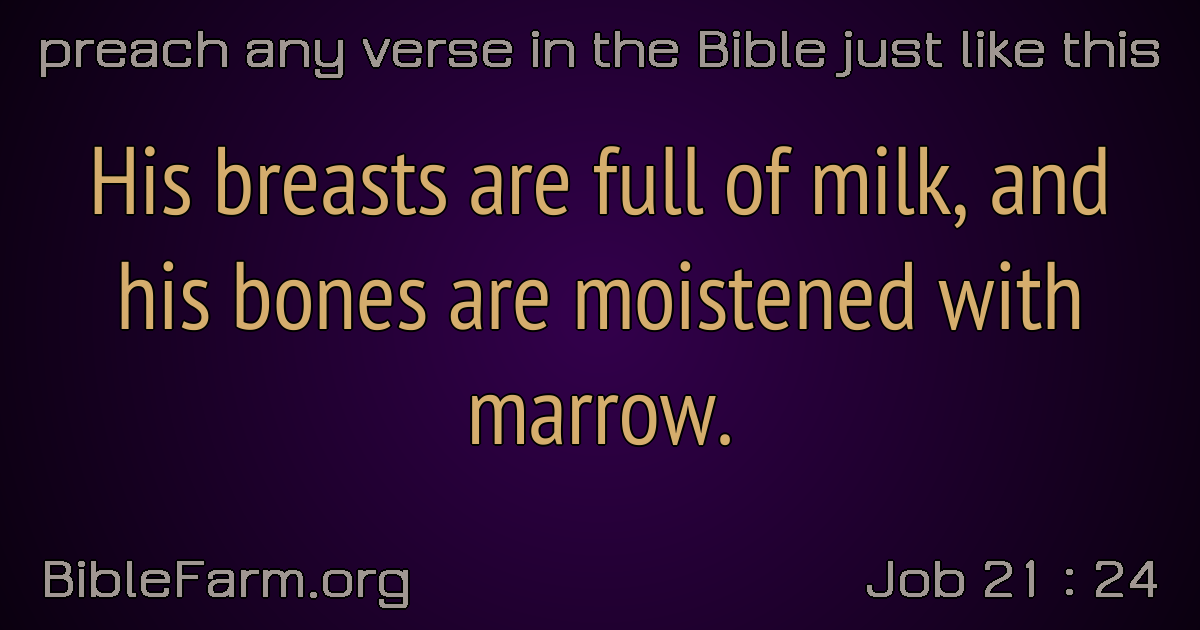 preach any verse in the Bible just like this
His breasts are full of milk, and
his bones are moistened with
marrow.
BibleFarm.org
Job 21 : 24